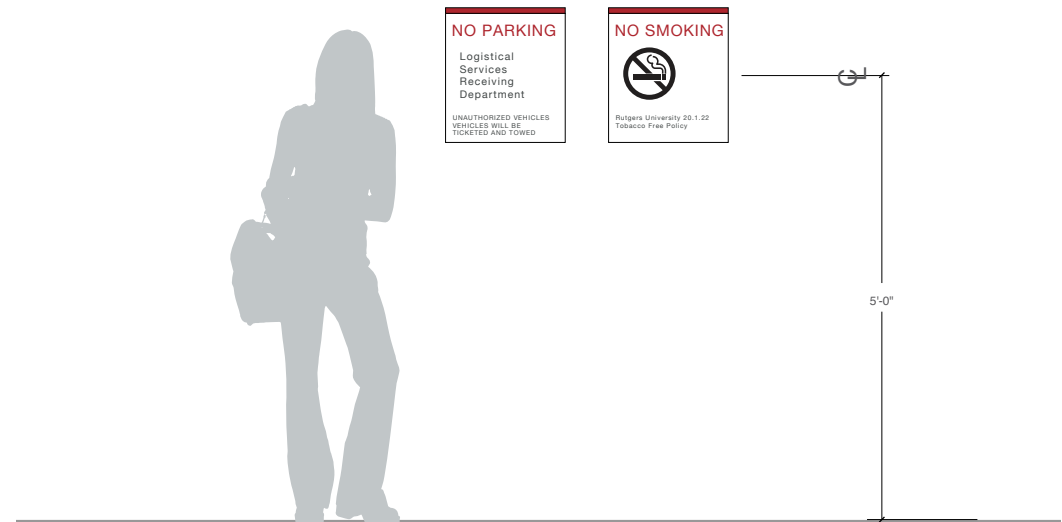 NO PARKING
Logistical
Services
Receiving
Department
UNAUTHORIZED VEHICLES
VEHICLES WILL BE
TICKETED AND TOWED
NO SMOKING
Rutgers University 20.1.22
Tobacco Free Policy
CL
5'-0"